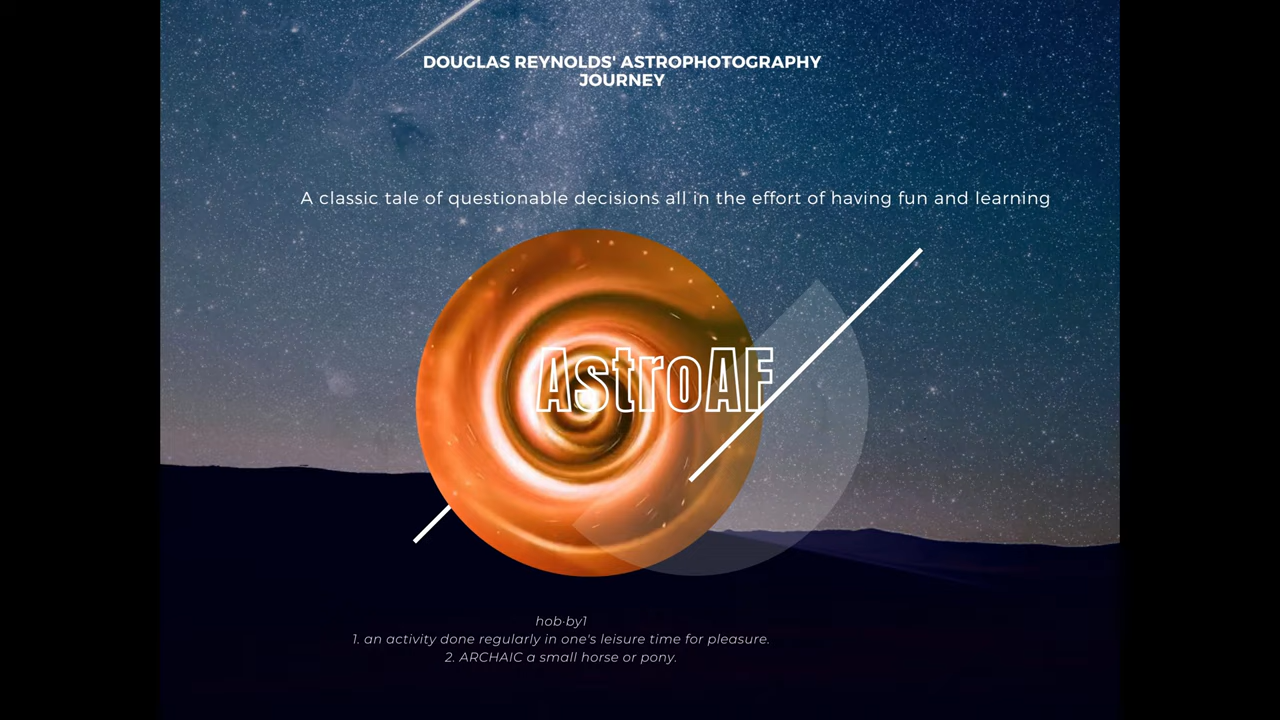 DOUGLAS REYNOLDS' ASTROPHOTOGRAPHY
JOURNEY
A classic tale of questionable decisions all in the effort of having fun and learning
AstroAF
hob·by1
1. an activity done regularly in one's leisure time for pleasure.
2. ARCHAIC a small horse or pony.